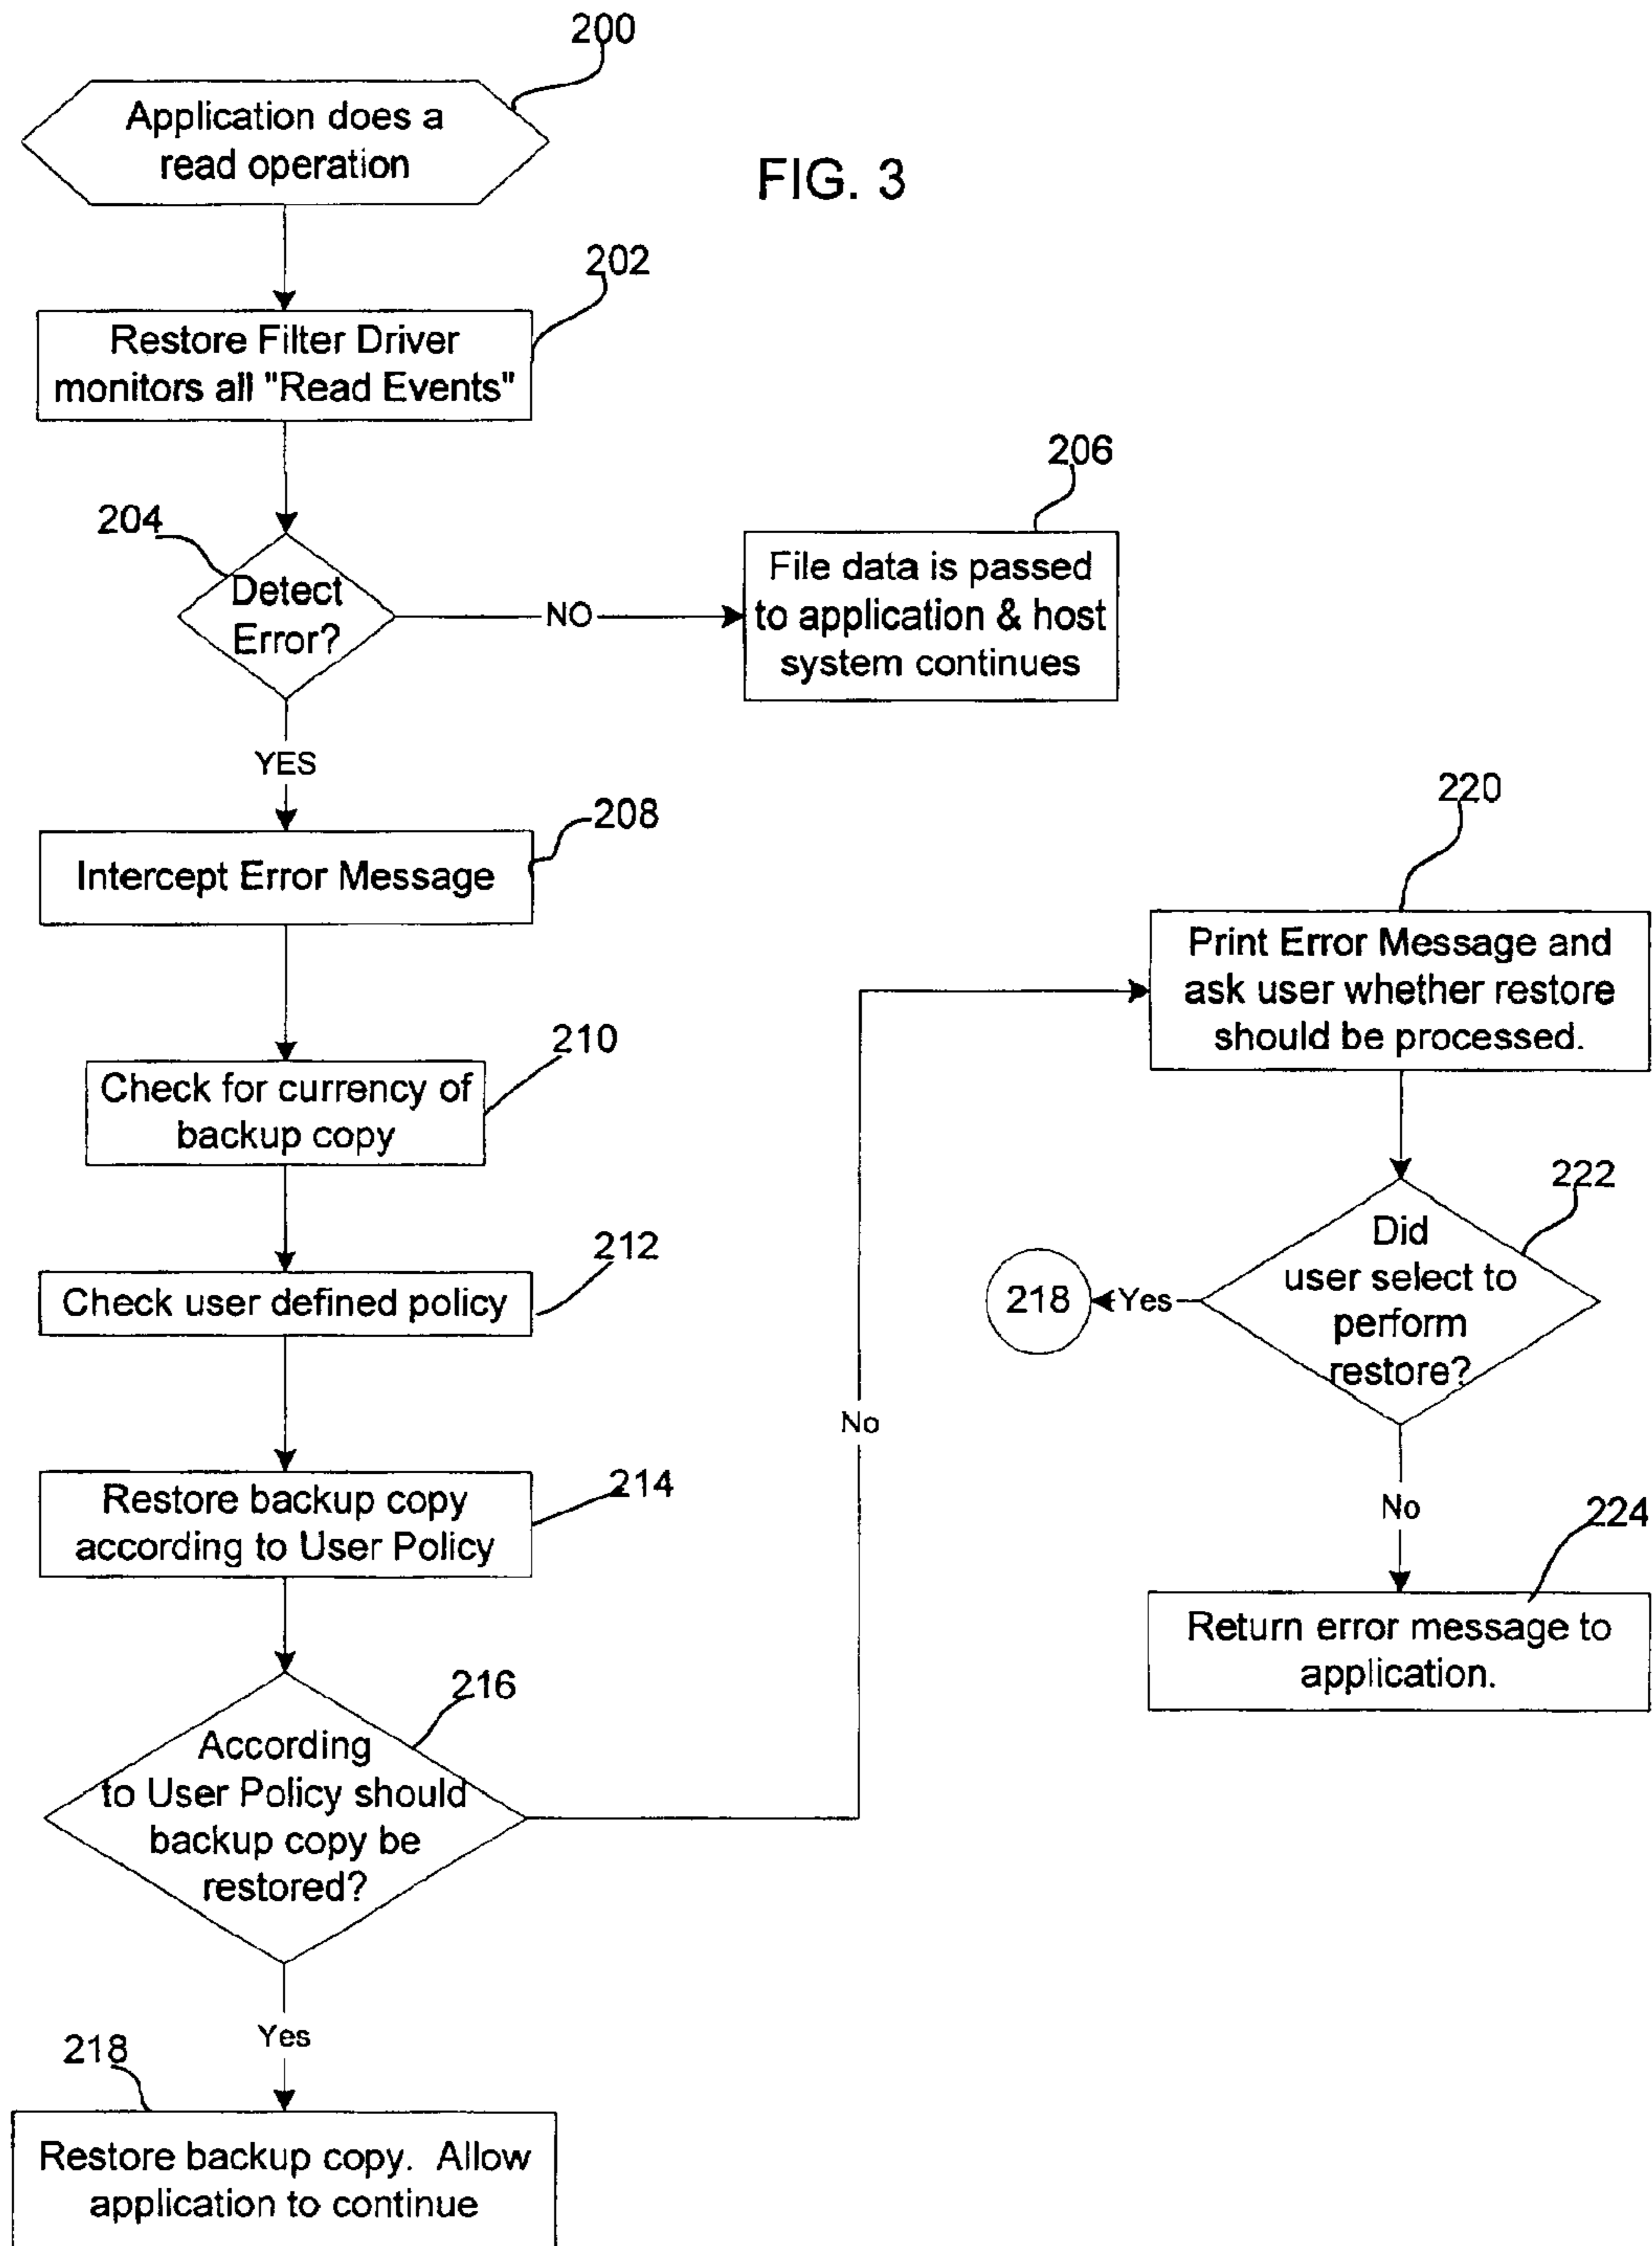 200
Application does a
read operation
FIG. 3
202
Restore Filter Driver
monitors all "Read Events"
204
Detect
Error?
NO
206
File data is passed
to application & host
system continues
YES
208
Intercept Error Message
210
Check for currency of
backup copy
212
Check user defined policy
214
Restore backup copy
according to User Policy
216
According
to User Policy should
backup copy be
restored?
Yes
218
Restore backup copy. Allow
application to continue
No
220
Print Error Message and
ask user whether restore
should be processed.
222
Did
user select to
perform
restore?
Yes
218
No
224
Return error message to
application.